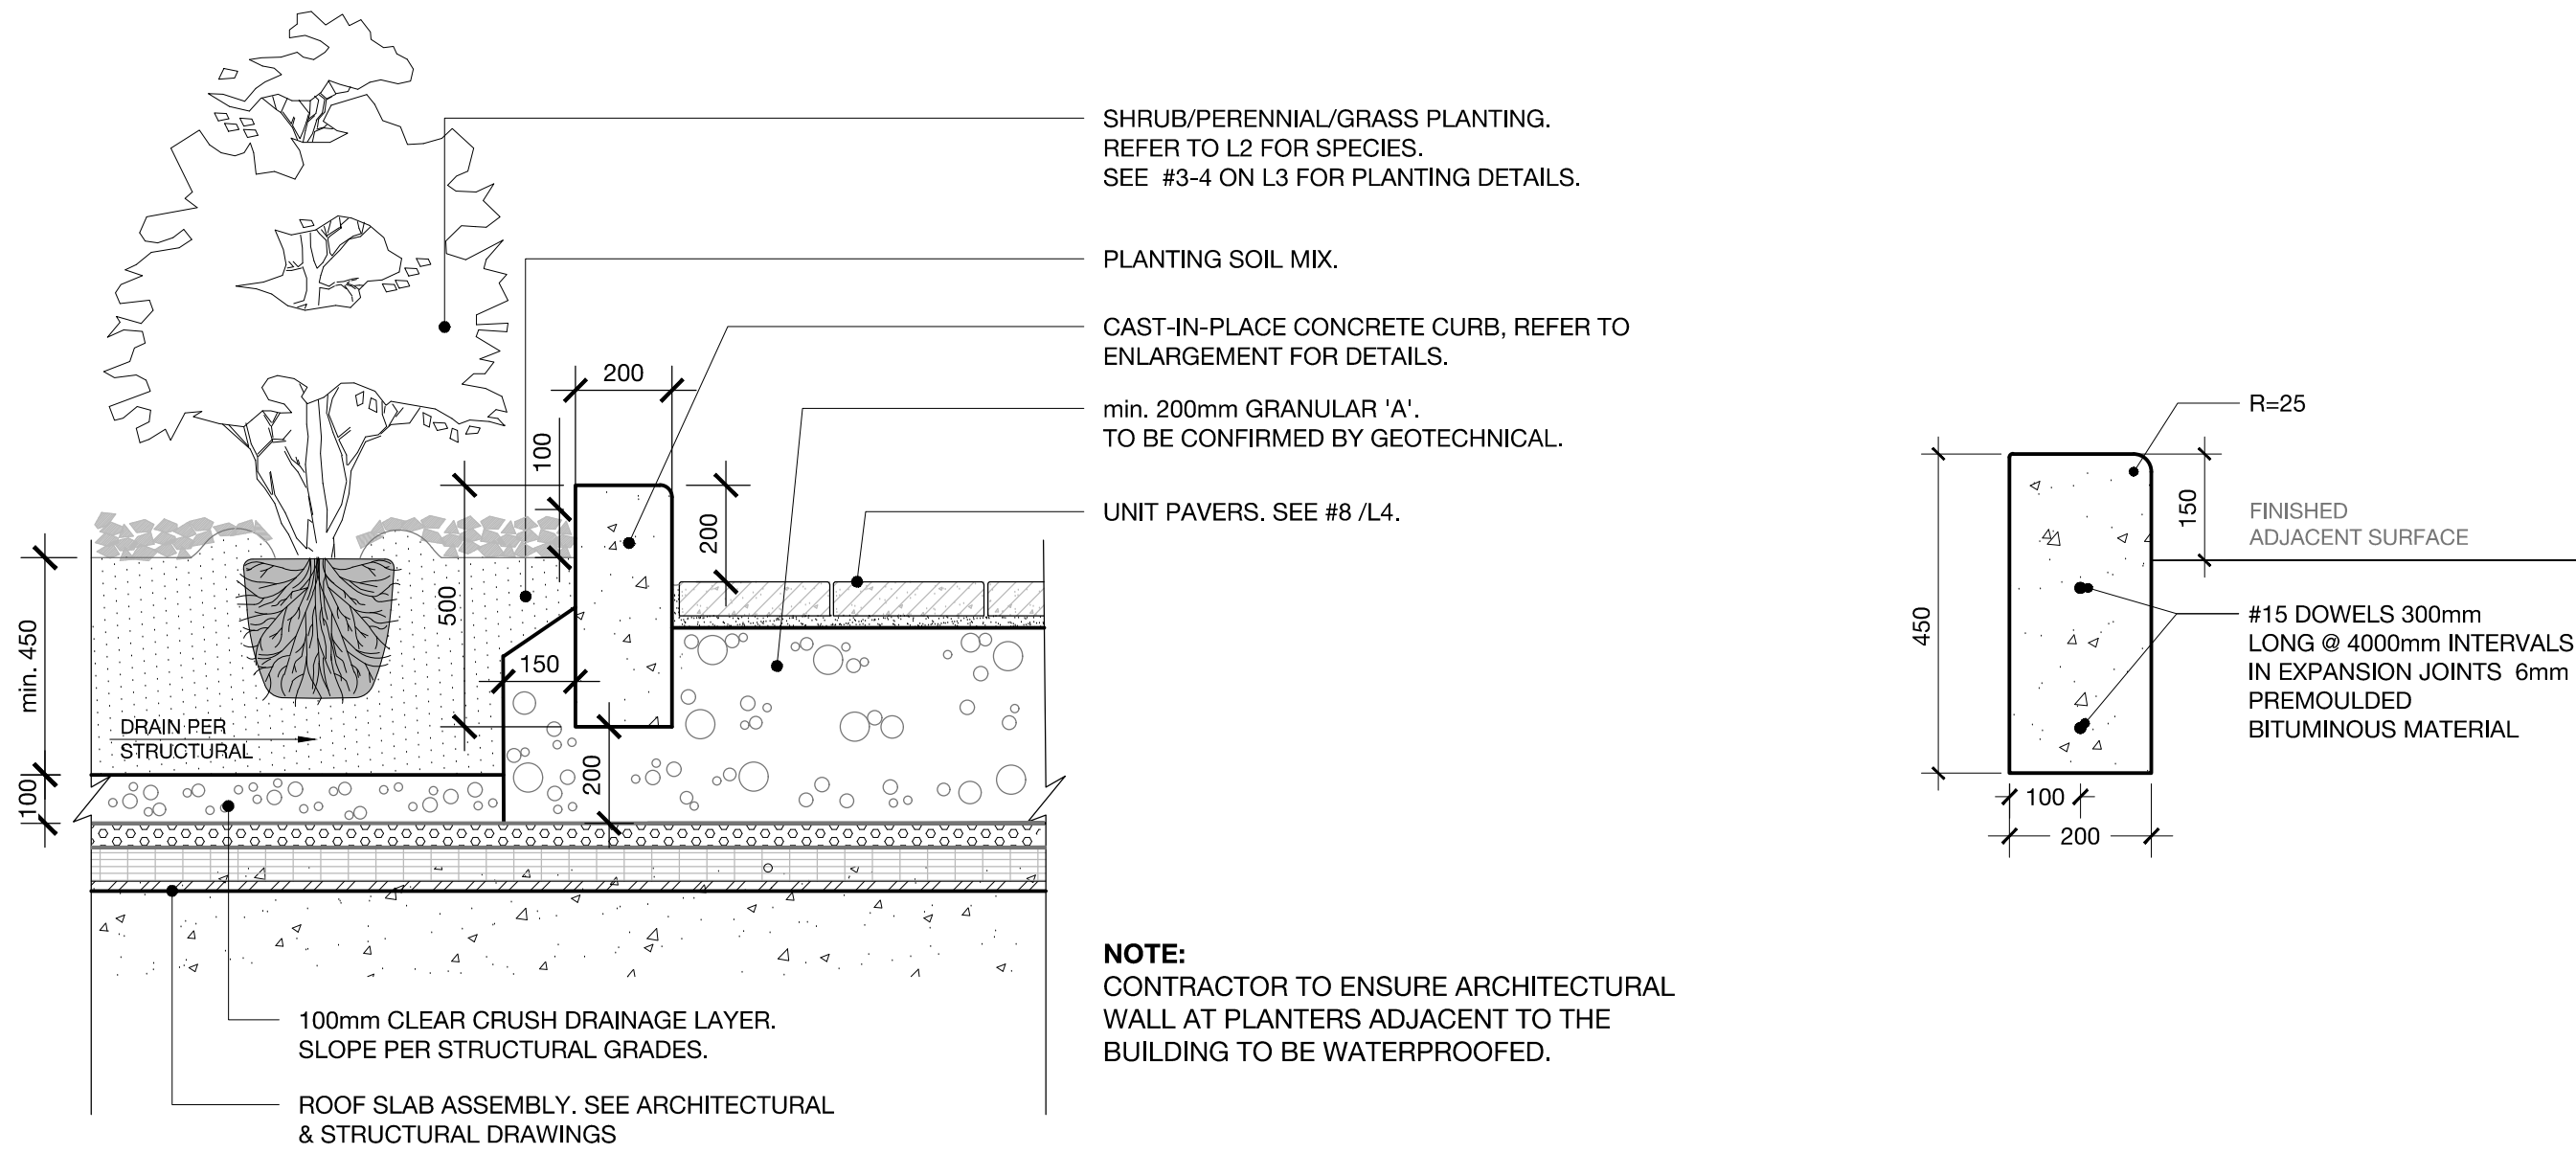 SHRUB/PERENNIAL/GRASS PLANTING.
REFER TO L2 FOR SPECIES.
SEE #3-4 ON L3 FOR PLANTING DETAILS.
PLANTING SOIL MIX.
CAST-IN-PLACE CONCRETE CURB, REFER TO
ENLARGEMENT FOR DETAILS.
min. 200mm GRANULAR 'A'.
TO BE CONFIRMED BY GEOTECHNICAL.
UNIT PAVERS. SEE #8 /L4.
200
100
200
500
150
200
min. 450
100
DRAIN PER
STRUCTURAL
100mm CLEAR CRUSH DRAINAGE LAYER.
SLOPE PER STRUCTURAL GRADES.
ROOF SLAB ASSEMBLY. SEE ARCHITECTURAL
& STRUCTURAL DRAWINGS
NOTE:
CONTRACTOR TO ENSURE ARCHITECTURAL
WALL AT PLANTERS ADJACENT TO THE
BUILDING TO BE WATERPROOFED.
R=25
150
FINISHED
ADJACENT SURFACE
450
#15 DOWELS 300mm
LONG @ 4000mm INTERVALS
IN EXPANSION JOINTS 6mm
PREMOULDED
BITUMINOUS MATERIAL
100
200